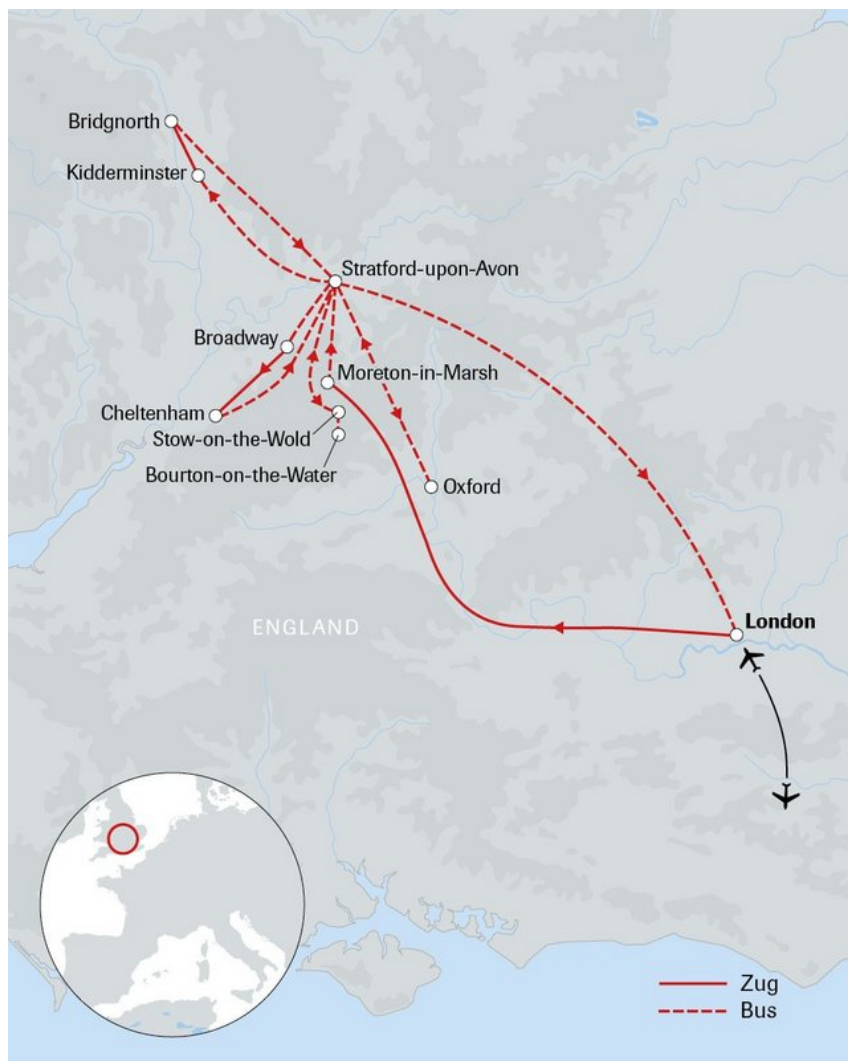 Bridgnorth
Kidderminster
Stratford-upon-Avon
Broadway
Moreton-in-Marsh
Cheltenham
Stow-on-the-Wold
Bourton-on-the-Water
Oxford
London
ENGLAND
Zug
Bus